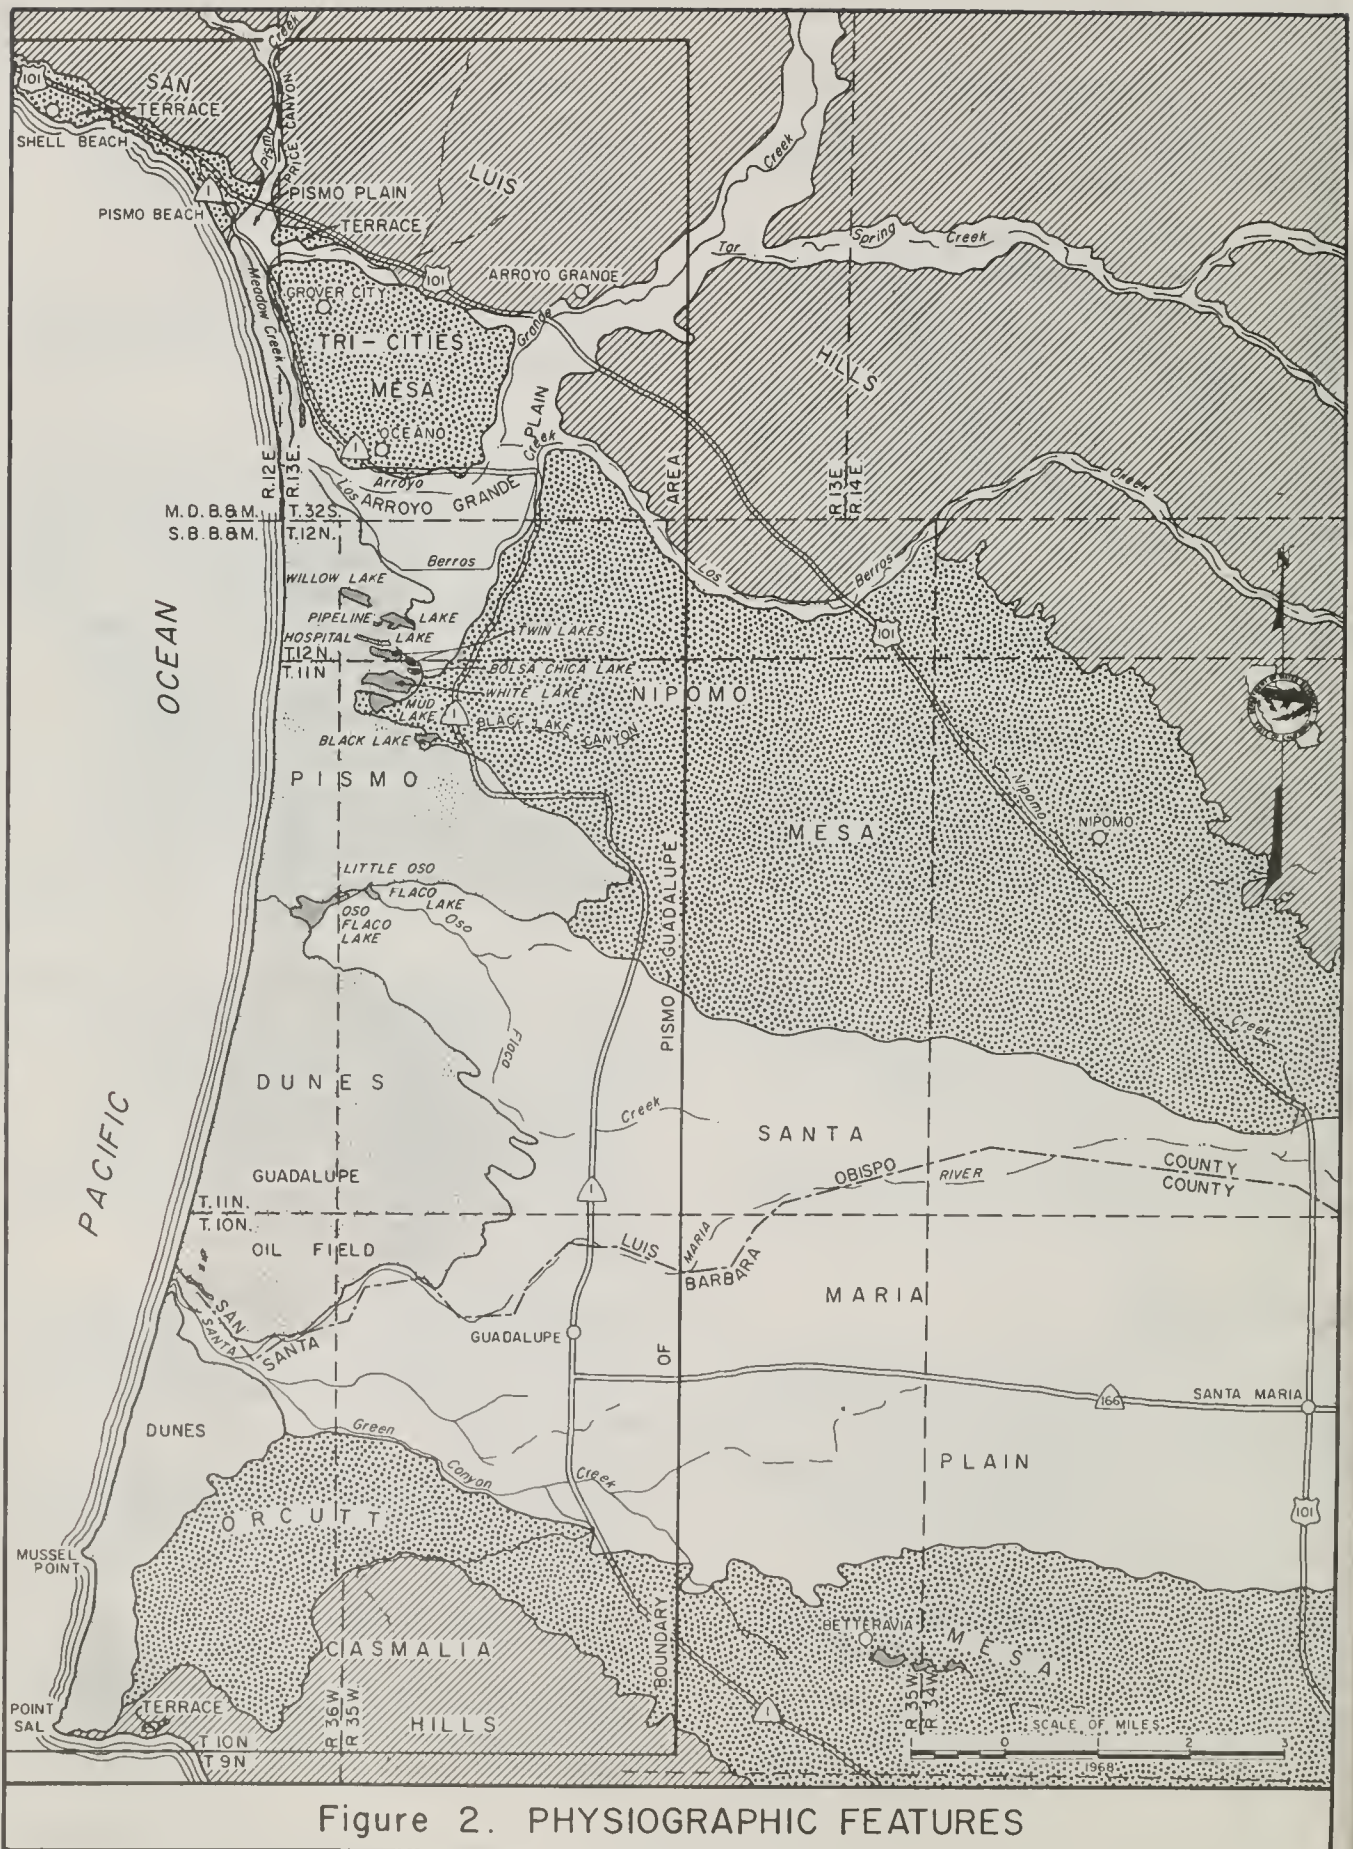 Creek
101
SAN
TERRACE
SHELL BEACH
PRICE CANYON
Pismo
LUIS
Creek
1
PISMO PLAIN
PISMO BEACH
TERRACE
Tar
Spring
Creek
101
ARROYO GRANDE
Meadow Creek
GROVER CITY
Grande
TRI-CITIES
MESA
HILLS
PLAIN
Creek
1
OCEANO
R.12E.
R.13E.
AREA
R.13E.
R.14E.
Arroyo
Los
ARROYO GRANDE
Creek
M.D.B.&M.
T.32S.
S.B.B.&M.
T.12N.
Berros
Los
Berros
WILLOW LAKE
PIPELINE LAKE
HOSPITAL LAKE
TWIN LAKES
101
T.12N.
T.11N
BOLSA CHICA LAKE
WHITE LAKE
NIPOMO
MUD
LAKE
1
BLACK LAKE
CANYON
BLACK LAKE
OCEAN
PISMO
Nipomo
NIPOMO
MESA
LITTLE OSO
FLACO
LAKE
OSO
FLACO
LAKE
Oso
PISMO - GUADALUPE
Flaco
Creek
DUNES
Creek
PACIFIC
SANTA
OBISPO
RIVER
COUNTY
COUNTY
GUADALUPE
1
T.11N.
T.10N.
OIL FIELD
LUIS
MARIA
BARBARA
MARIA
SAN
SANTA
SANTA
GUADALUPE
OF
166
SANTA MARIA
DUNES
Green
Canyon
Creek
PLAIN
ORCUTT
101
MUSSEL
POINT
BETTERAVIA
MESA
CASMALIA
BOUNDARY
POINT
SAL
TERRACE
R 36W
R 35W
HILLS
1
R 35W
R 34W
SCALE OF MILES
T 10N
T 9N
1 0 1 2 3
1968
Figure 2. PHYSIOGRAPHIC FEATURES